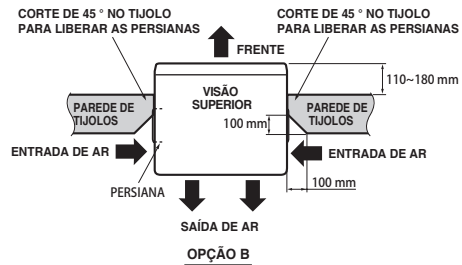 CORTE DE 45 ° NO TIJOLO
PARA LIBERAR AS PERSIANAS
CORTE DE 45 ° NO TIJOLO
PARA LIBERAR AS PERSIANAS
FRENTE
110~180 mm
VISÃO
SUPERIOR
PAREDE DE
TIJOLOS
PAREDE DE
TIJOLOS
100 mm
ENTRADA DE AR
ENTRADA DE AR
PERSIANA
100 mm
SAÍDA DE AR
OPÇÃO B